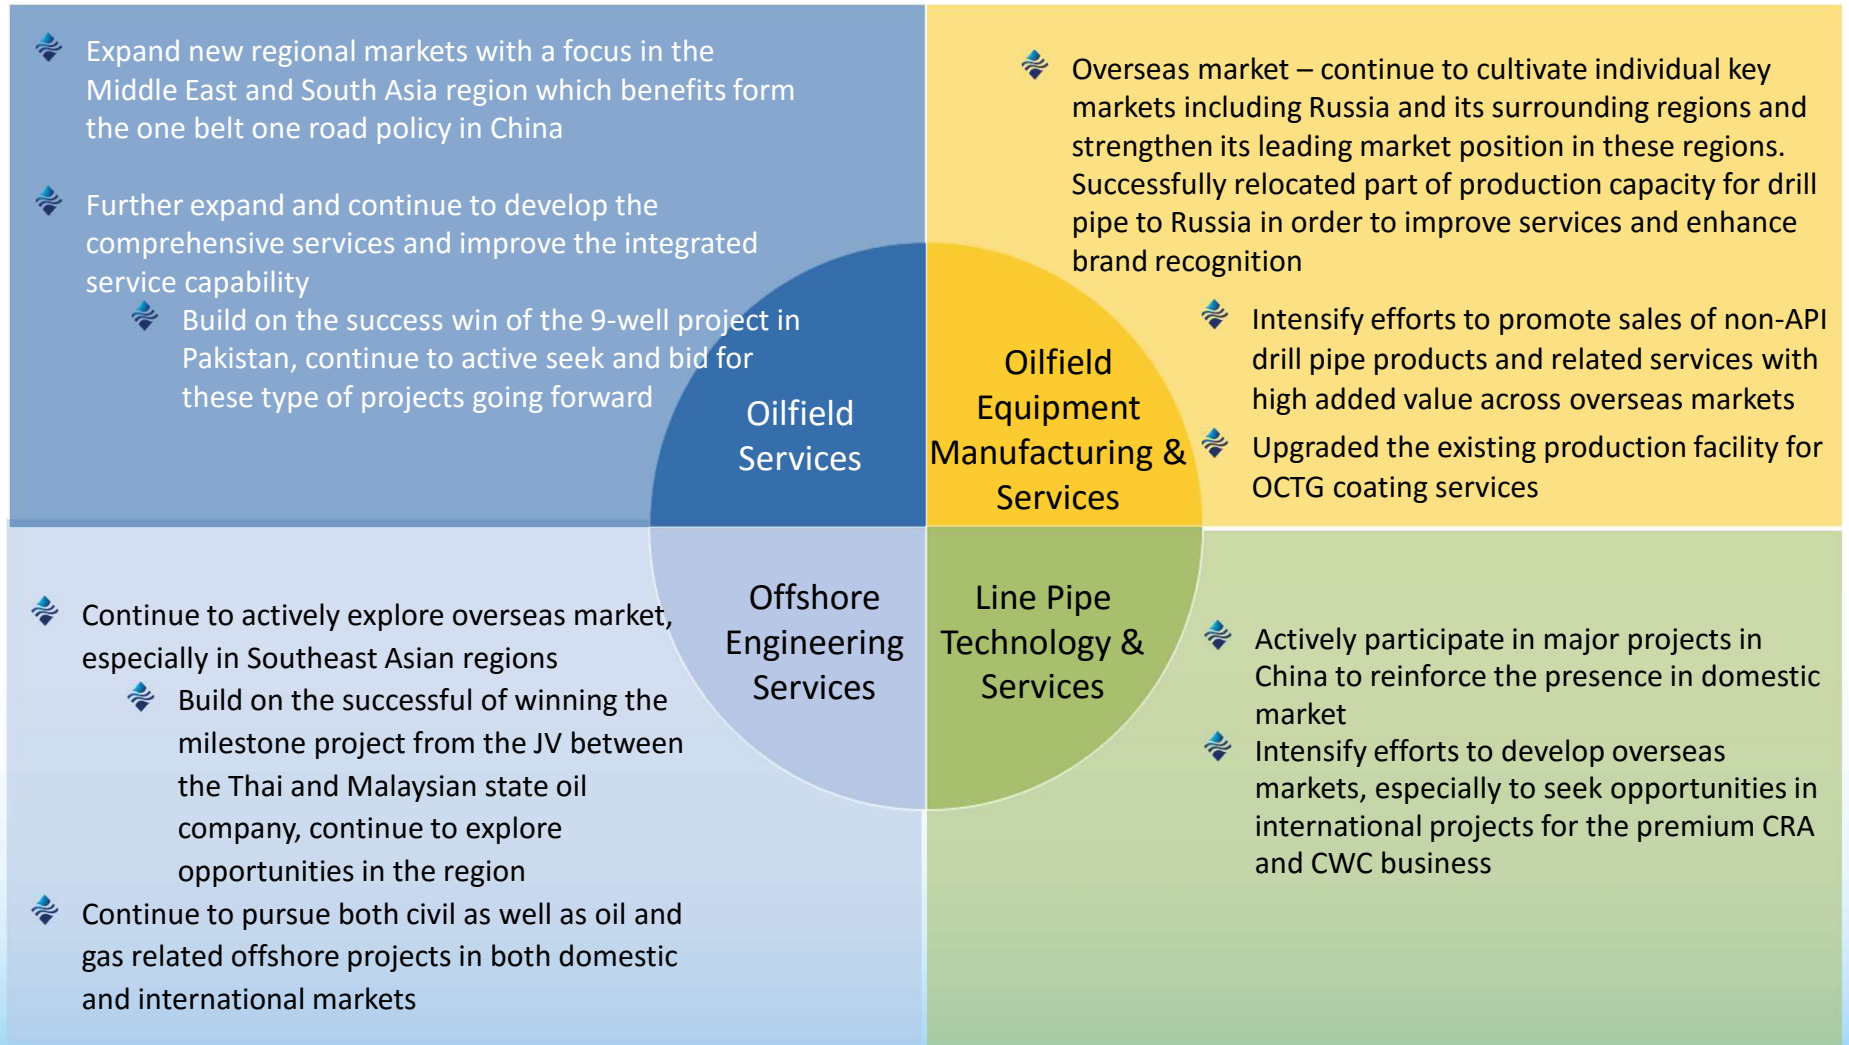 Expand new regional markets with a focus in the
Middle East and South Asia region which benefits form
the one belt one road policy in China
Further expand and continue to develop the
comprehensive services and improve the integrated
service capability
Build on the success win of the 9-well project in
Pakistan, continue to active seek and bid for
these type of projects going forward
Oilfield
Services
Overseas market – continue to cultivate individual key
markets including Russia and its surrounding regions and
strengthen its leading market position in these regions.
Successfully relocated part of production capacity for drill
pipe to Russia in order to improve services and enhance
brand recognition
Intensify efforts to promote sales of non-API
drill pipe products and related services with
high added value across overseas markets
Upgraded the existing production facility for
OCTG coating services
Oilfield
Equipment
Manufacturing &
Services
Continue to actively explore overseas market,
especially in Southeast Asian regions
Build on the successful of winning the
milestone project from the JV between
the Thai and Malaysian state oil
company, continue to explore
opportunities in the region
Continue to pursue both civil as well as oil and
gas related offshore projects in both domestic
and international markets
Offshore
Engineering
Services
Line Pipe
Technology &
Services
Actively participate in major projects in
China to reinforce the presence in domestic
market
Intensify efforts to develop overseas
markets, especially to seek opportunities in
international projects for the premium CRA
and CWC business